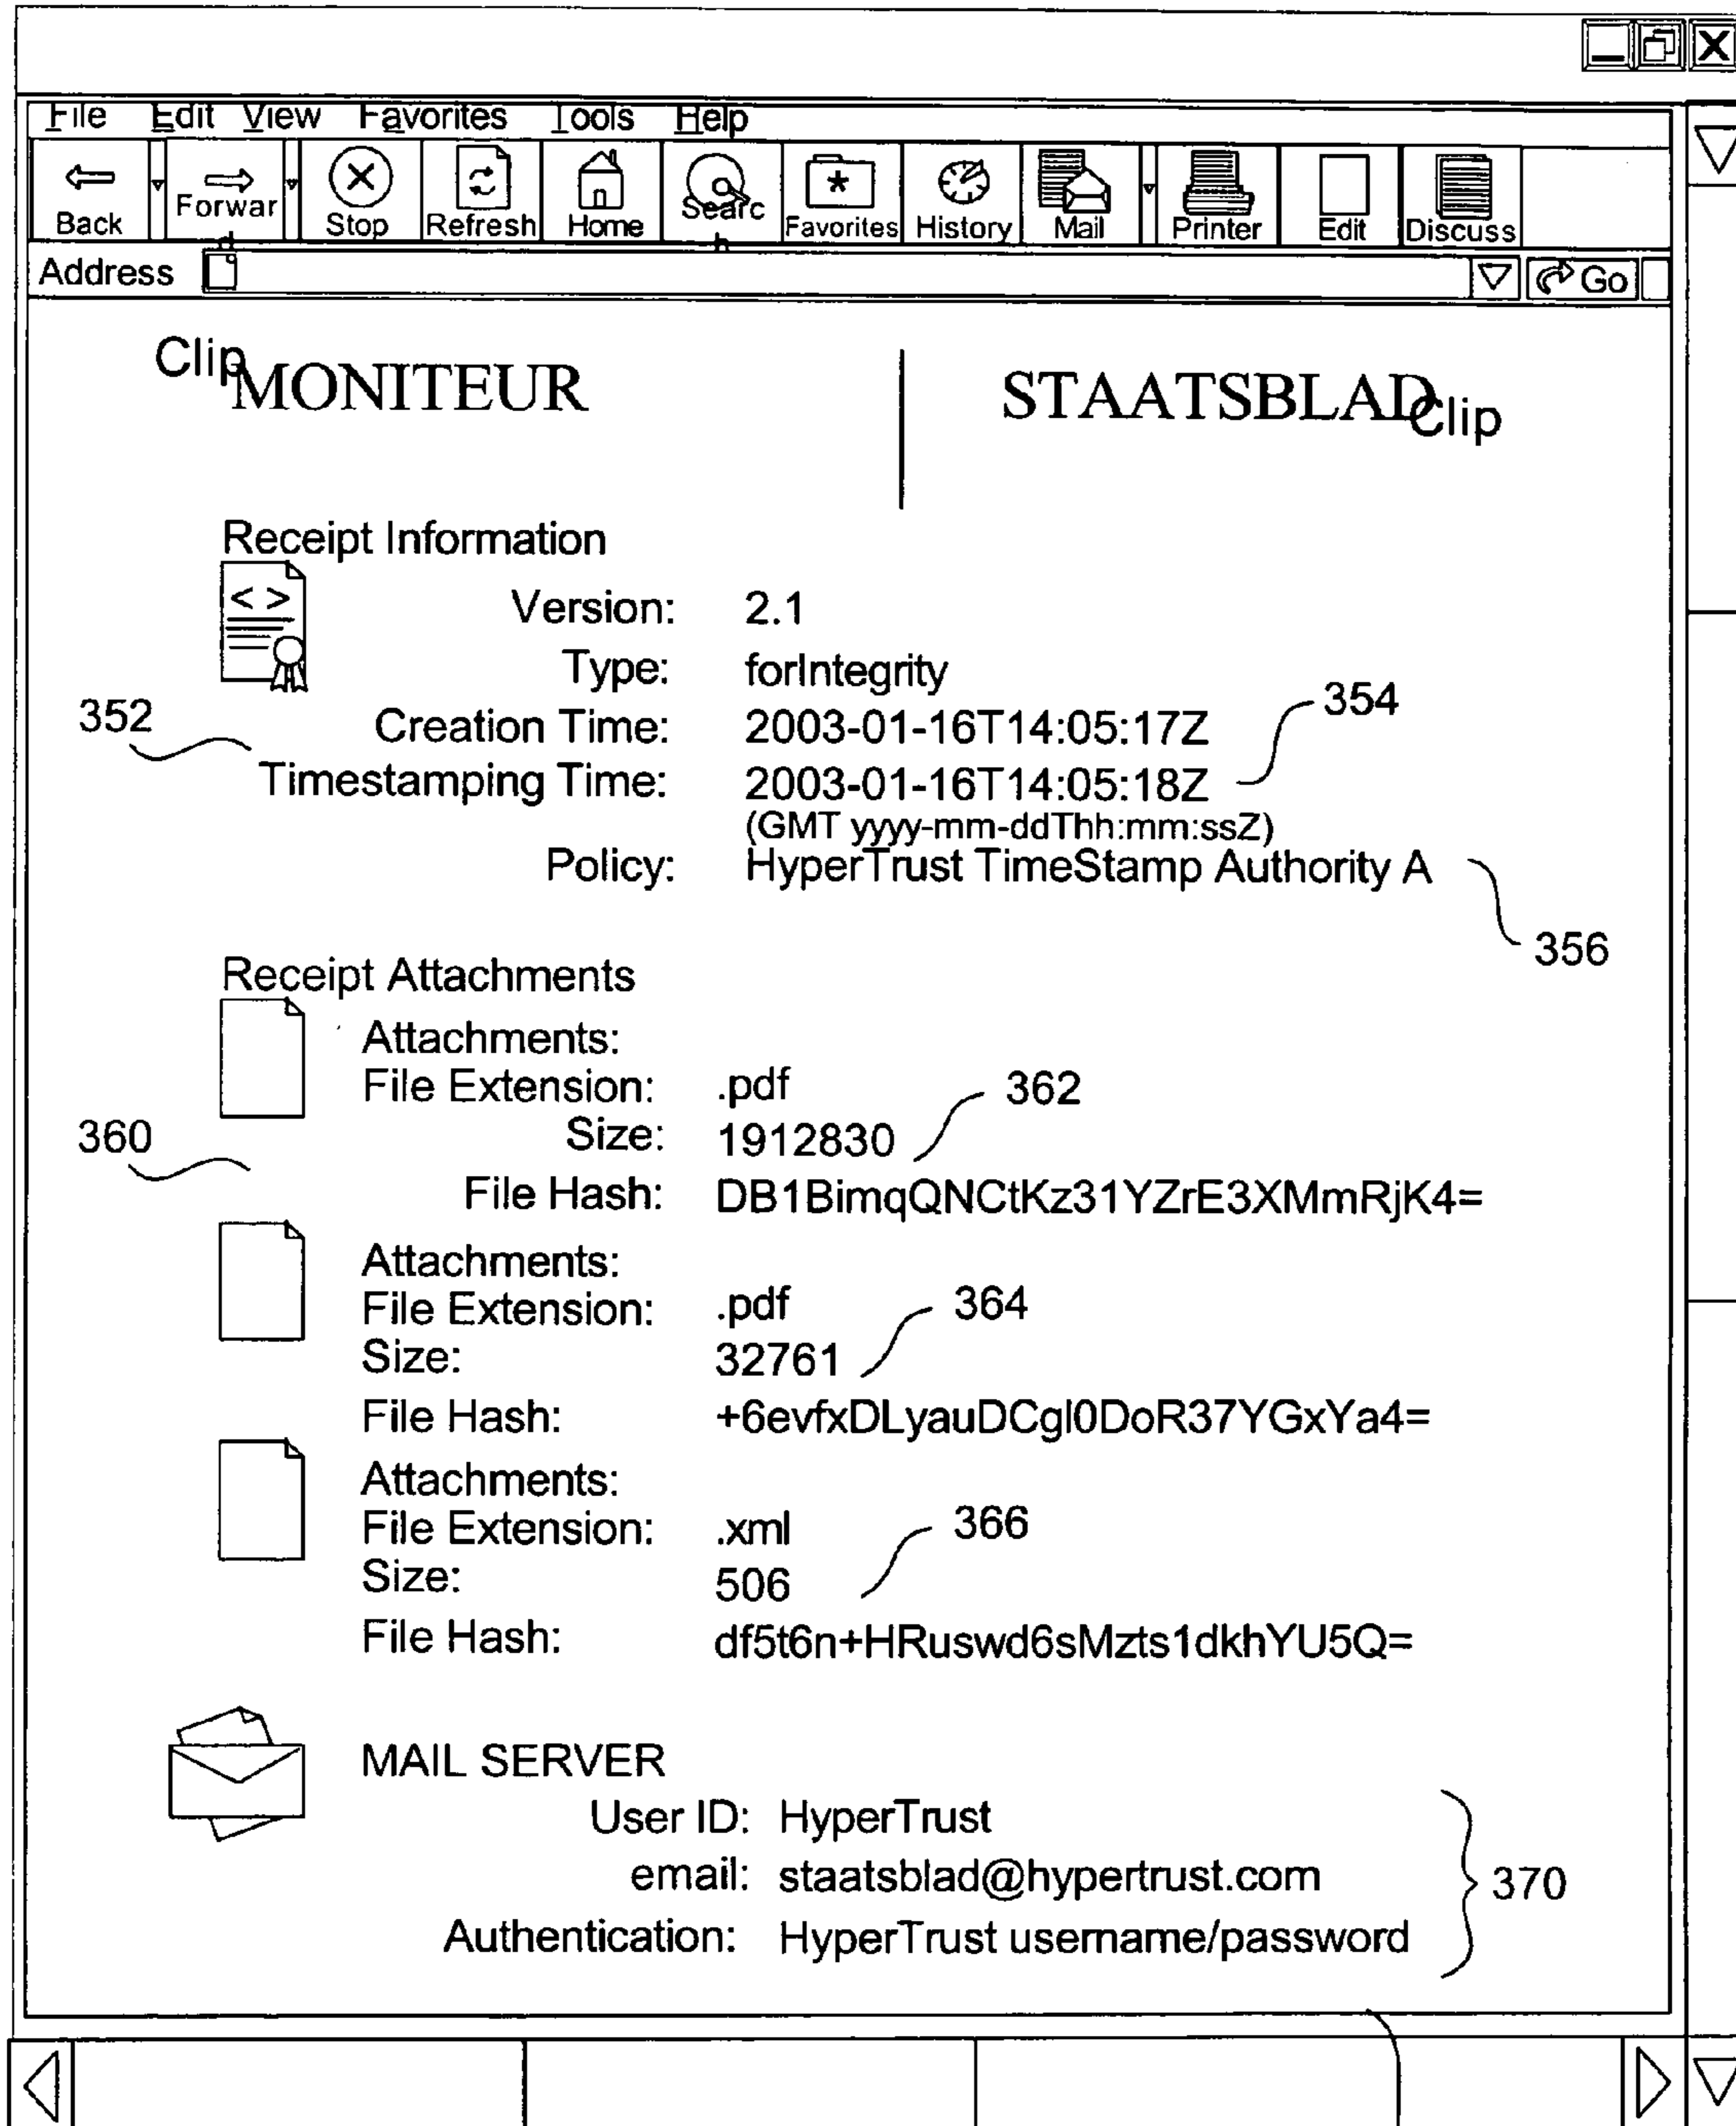 File Edit View Favorites Tools Help
Back Forward Stop Refresh Home Search Favorites History Mail Printer Edit Discuss
Address Go
Clip MONITEUR STAATSBLAD Clip
Receipt Information
Version: 2.1
Type: forIntegrity
354
352 Creation Time: 2003-01-16T14:05:17Z
Timestamping Time: 2003-01-16T14:05:18Z
(GMT yyyy-mm-ddThh:mm:ssZ)
Policy: HyperTrust TimeStamp Authority A
356
Receipt Attachments
Attachments:
File Extension: .pdf 362
360 Size: 1912830
File Hash: DB1BimqQNCtKz31YZrE3XMmRjK4=
Attachments:
File Extension: .pdf 364
Size: 32761
File Hash: +6evfxDLyauDCgl0DoR37YGxYa4=
Attachments:
File Extension: .xml 366
Size: 506
File Hash: df5t6n+HRuswd6sMzts1dkhYU5Q=
MAIL SERVER
User ID: HyperTrust
email: staatsblad@hypertrust.com 370
Authentication: HyperTrust username/password